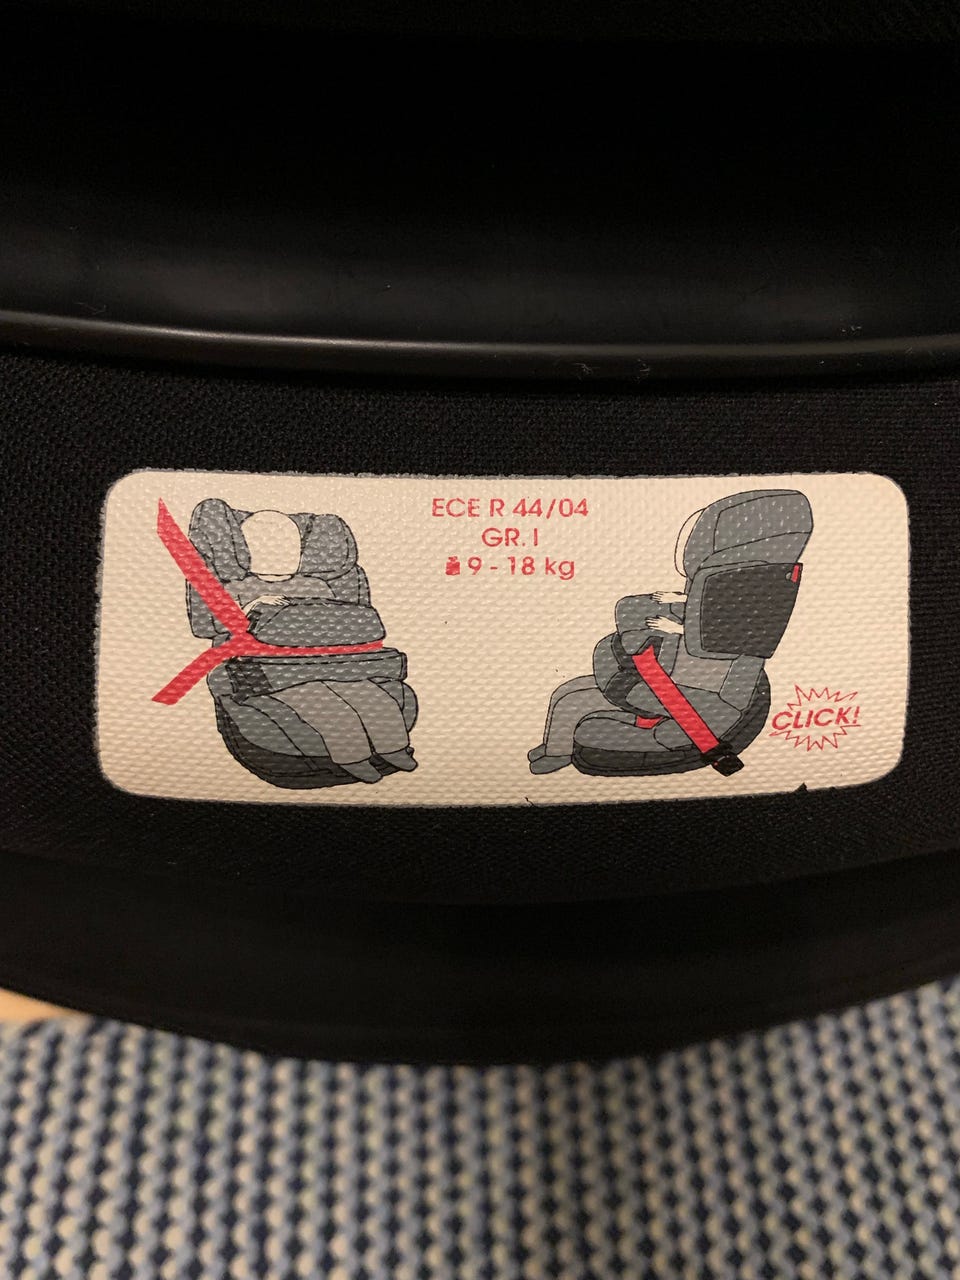 ECE R 44/04
GR. I
9 - 18 kg
CLICK!